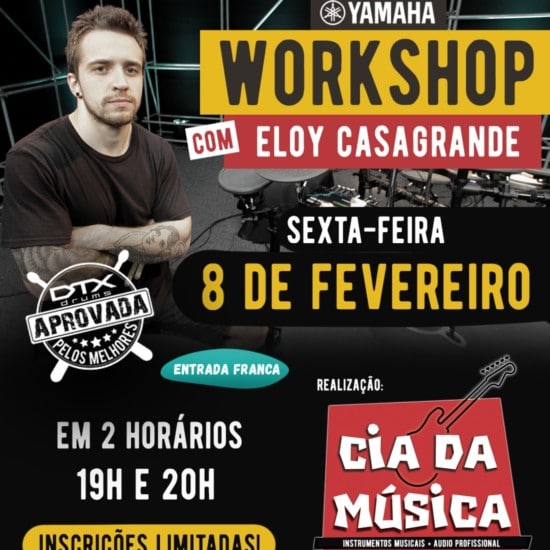 YAMAHA
WORKSHOP
COM ELOY CASAGRANDE
SEXTA-FEIRA
8 DE FEVEREIRO
DTX
drums
APROVADA
PELOS MELHORES
ENTRADA FRANCA
REALIZAÇÃO:
EM 2 HORÁRIOS
19H E 20H
CIA DA
MÚSICA
INSTRUMENTOS MUSICAIS • AUDIO PROFISSIONAL
INSCRIÇÕES LIMITADAS!